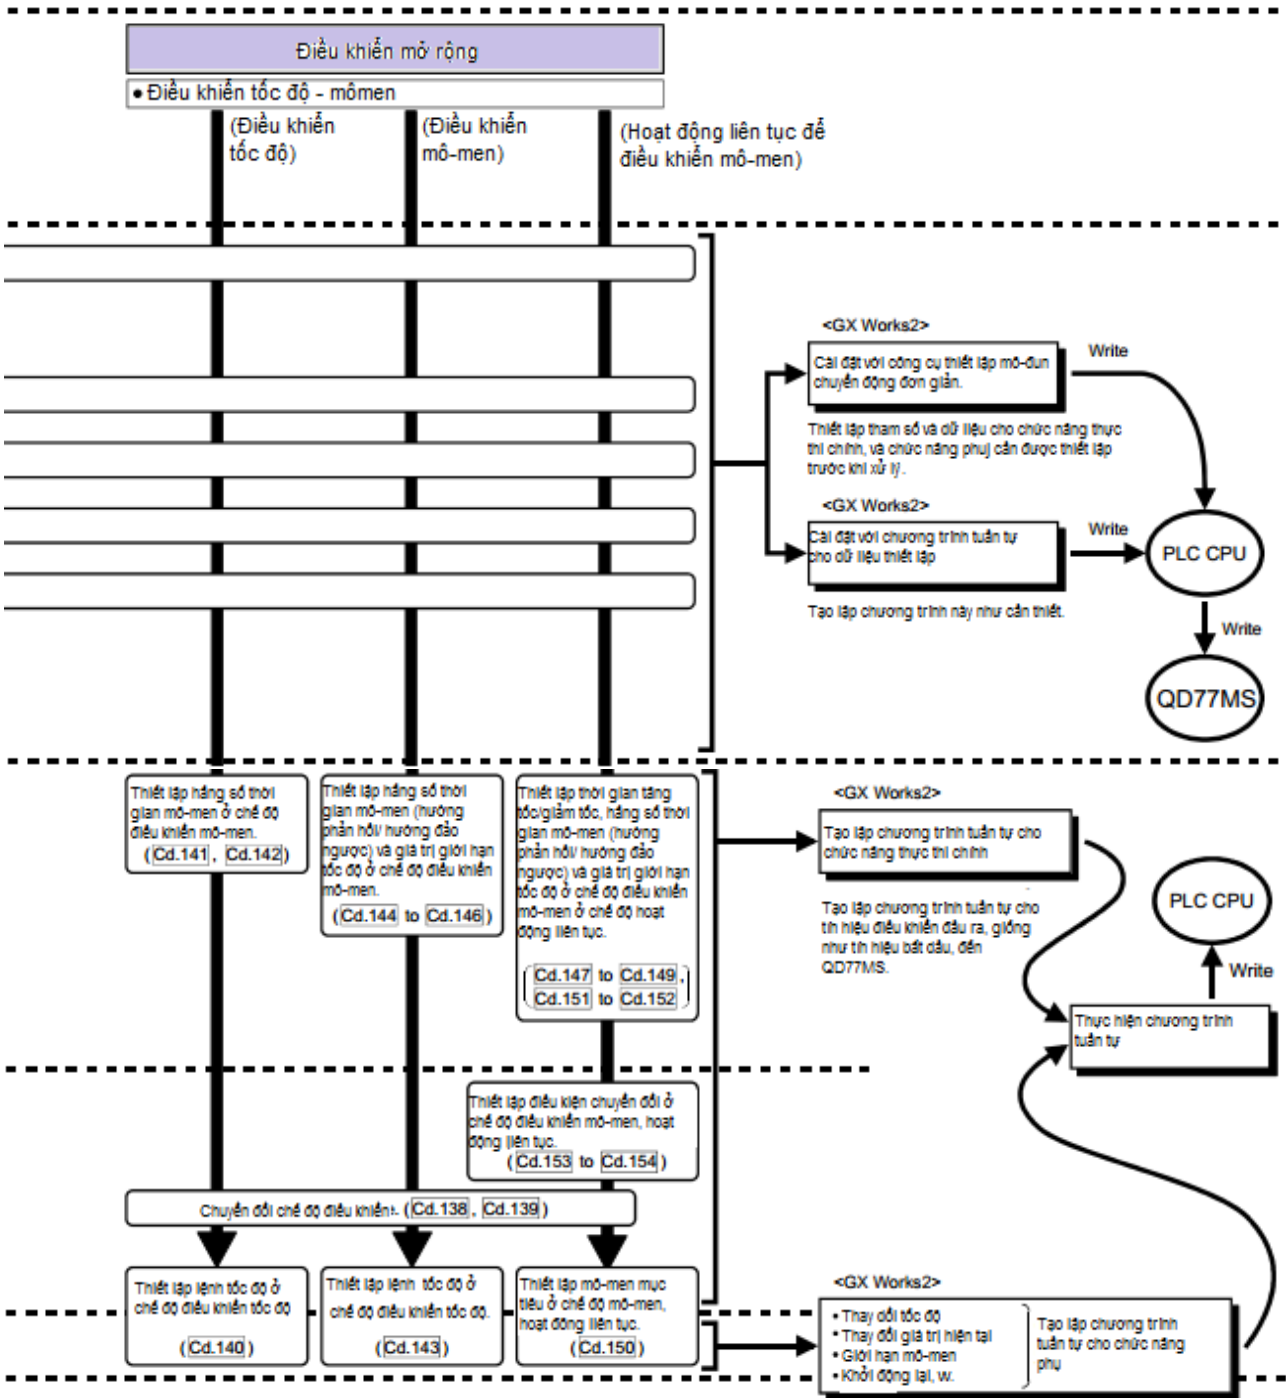 Điều khiển mở rộng
● Điều khiển tốc độ - mômen
(Điều khiển
tốc độ)
(Điều khiển
mô-men)
(Hoạt động liên tục để
điều khiển mô-men)
<GX Works2>
Cài đặt với công cụ thiết lập mô-đun
chuyển động đơn giản.
Write
Thiết lập tham số và dữ liệu cho chức năng thực
thi chính, và chức năng phuj cần được thiết lập
trước khi xử lý.
<GX Works2>
Cài đặt với chương trình tuần tự
cho dữ liệu thiết lập
Write
PLC CPU
Tạo lập chương trình này như cần thiết.
Write
QD77MS
Thiết lập hằng số thời
gian mô-men ở chế độ
điều khiển mô-men.
(Cd.141, Cd.142)
Thiết lập hằng số thời
gian mô-men (hướng
phản hồi/ hướng đảo
ngược) và giá trị giới hạn
tốc độ ở chế độ điều khiển
mô-men.
(Cd.144 to Cd.146)
Thiết lập thời gian tăng
tốc/giảm tốc, hằng số thời
gian mô-men (hướng
phản hồi/ hướng đảo
ngược) và giá trị giới hạn
tốc độ ở chế độ điều khiển
mô-men ở chế độ hoạt
động liên tục.
(Cd.147 to Cd.149,
Cd.151 to Cd.152)
<GX Works2>
Tạo lập chương trình tuần tự cho
chức năng thực thi chính
Tạo lập chương trình tuần tự cho
tín hiệu điều khiển đầu ra, giống
như tín hiệu bắt dầu, đến
QD77MS.
PLC CPU
Write
Thực hiện chương trình
tuần tự
Thiết lập điều kiện chuyển đổi ở
chế độ điều khiển mô-men, hoạt
động liên tục.
(Cd.153 to Cd.154)
Chuyển đổi chế độ điều khiển. (Cd.138, Cd.139)
Thiết lập lệnh tốc độ ở
chế độ điều khiển tốc độ
(Cd.140)
Thiết lập lệnh tốc độ ở
chế độ điều khiển tốc độ.
(Cd.143)
Thiết lập mô-men mục
tiêu ở chế độ mô-men,
hoạt động liên tục.
(Cd.150)
<GX Works2>
• Thay đổi tốc độ
• Thay đổi giá trị hiện tại
• Giới hạn mô-men
• Khởi động lại, w.
Tạo lập chương trình
tuần tự cho chức năng
phụ